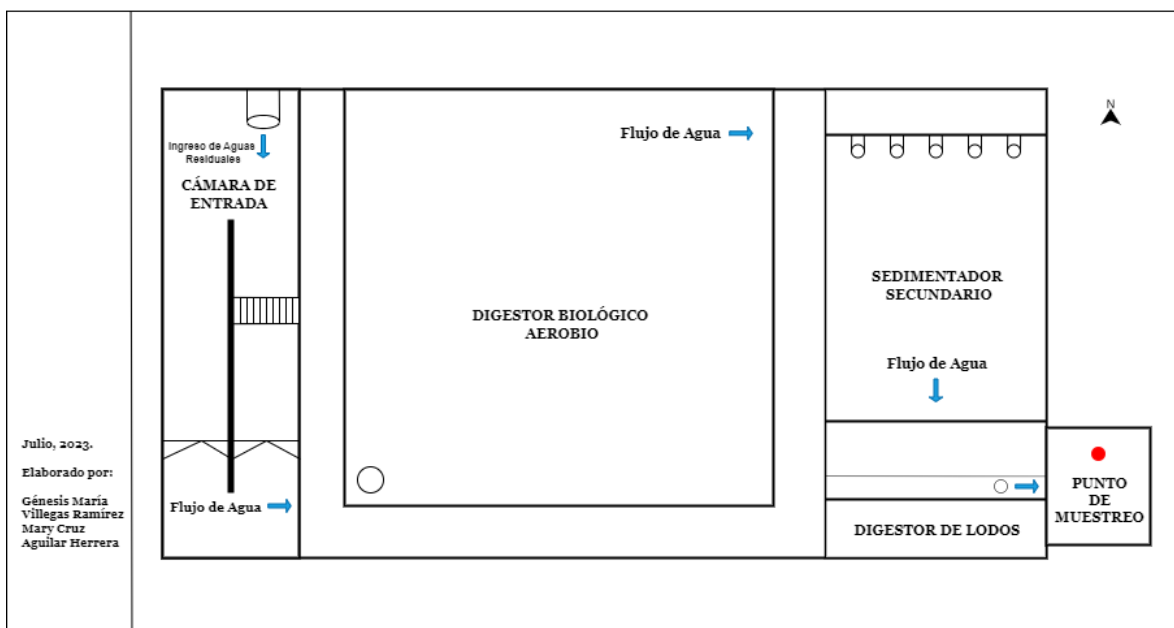 N
Flujo de Agua
Ingreso de Aguas
Residuales
CÁMARA DE
ENTRADA
SEDIMENTADOR
SECUNDARIO
DIGESTOR BIOLÓGICO
AEROBIO
Flujo de Agua
Julio, 2023.
Elaborado por:
Génesis María
Villegas Ramírez
Mary Cruz
Aguilar Herrera
Flujo de Agua
PUNTO
DE
MUESTREO
DIGESTOR DE LODOS